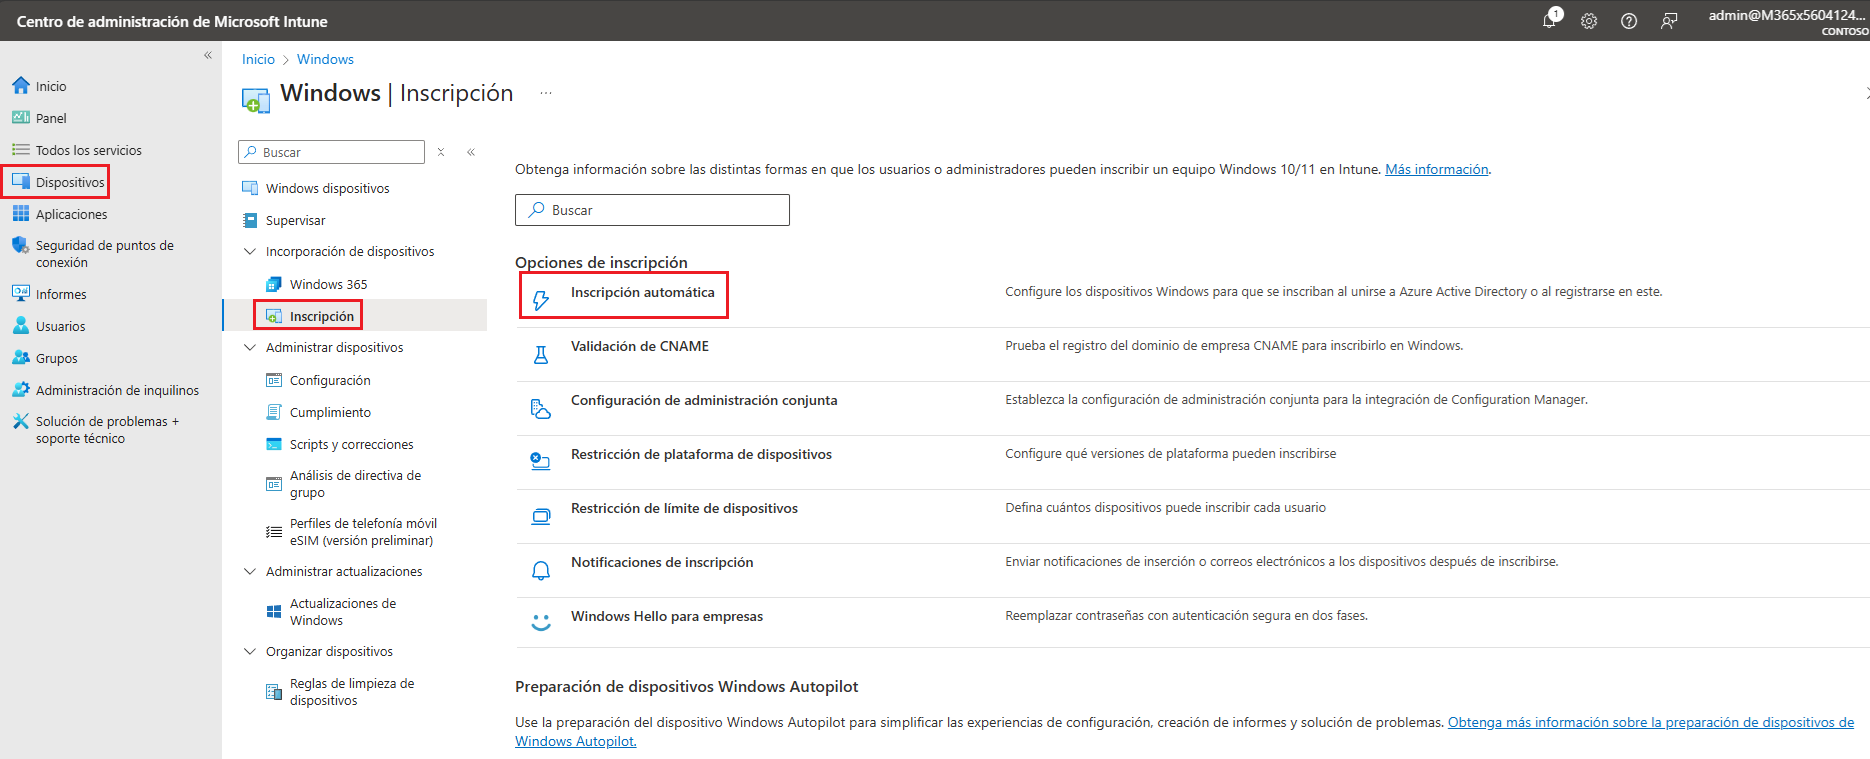 Centro de administración de Microsoft Intune
1
admin@M365x5604124...
CONTOSO
Inicio
Panel
Todos los servicios
Dispositivos
Aplicaciones
Seguridad de puntos de
conexión
Informes
Usuarios
Grupos
Administración de inquilinos
Solución de problemas +
soporte técnico
Inicio > Windows
Windows | Inscripción ...
Buscar
Windows dispositivos
Supervisar
Incorporación de dispositivos
Windows 365
Inscripción
Administrar dispositivos
Configuración
Cumplimiento
Scripts y correcciones
Análisis de directiva de
grupo
Perfiles de telefonía móvil
eSIM (versión preliminar)
Administrar actualizaciones
Actualizaciones de
Windows
Organizar dispositivos
Reglas de limpieza de
dispositivos
Obtenga información sobre las distintas formas en que los usuarios o administradores pueden inscribir un equipo Windows 10/11 en Intune. Más información.
Buscar
Opciones de inscripción
Inscripción automática
Configure los dispositivos Windows para que se inscriban al unirse a Azure Active Directory o al registrarse en este.
Validación de CNAME
Prueba el registro del dominio de empresa CNAME para inscribirlo en Windows.
Configuración de administración conjunta
Establezca la configuración de administración conjunta para la integración de Configuration Manager.
Restricción de plataforma de dispositivos
Configure qué versiones de plataforma pueden inscribirse
Restricción de límite de dispositivos
Defina cuántos dispositivos puede inscribir cada usuario
Notificaciones de inscripción
Enviar notificaciones de inserción o correos electrónicos a los dispositivos después de inscribirse.
Windows Hello para empresas
Reemplazar contraseñas con autenticación segura en dos fases.
Preparación de dispositivos Windows Autopilot
Use la preparación del dispositivo Windows Autopilot para simplificar las experiencias de configuración, creación de informes y solución de problemas. Obtenga más información sobre la preparación de dispositivos de
Windows Autopilot.